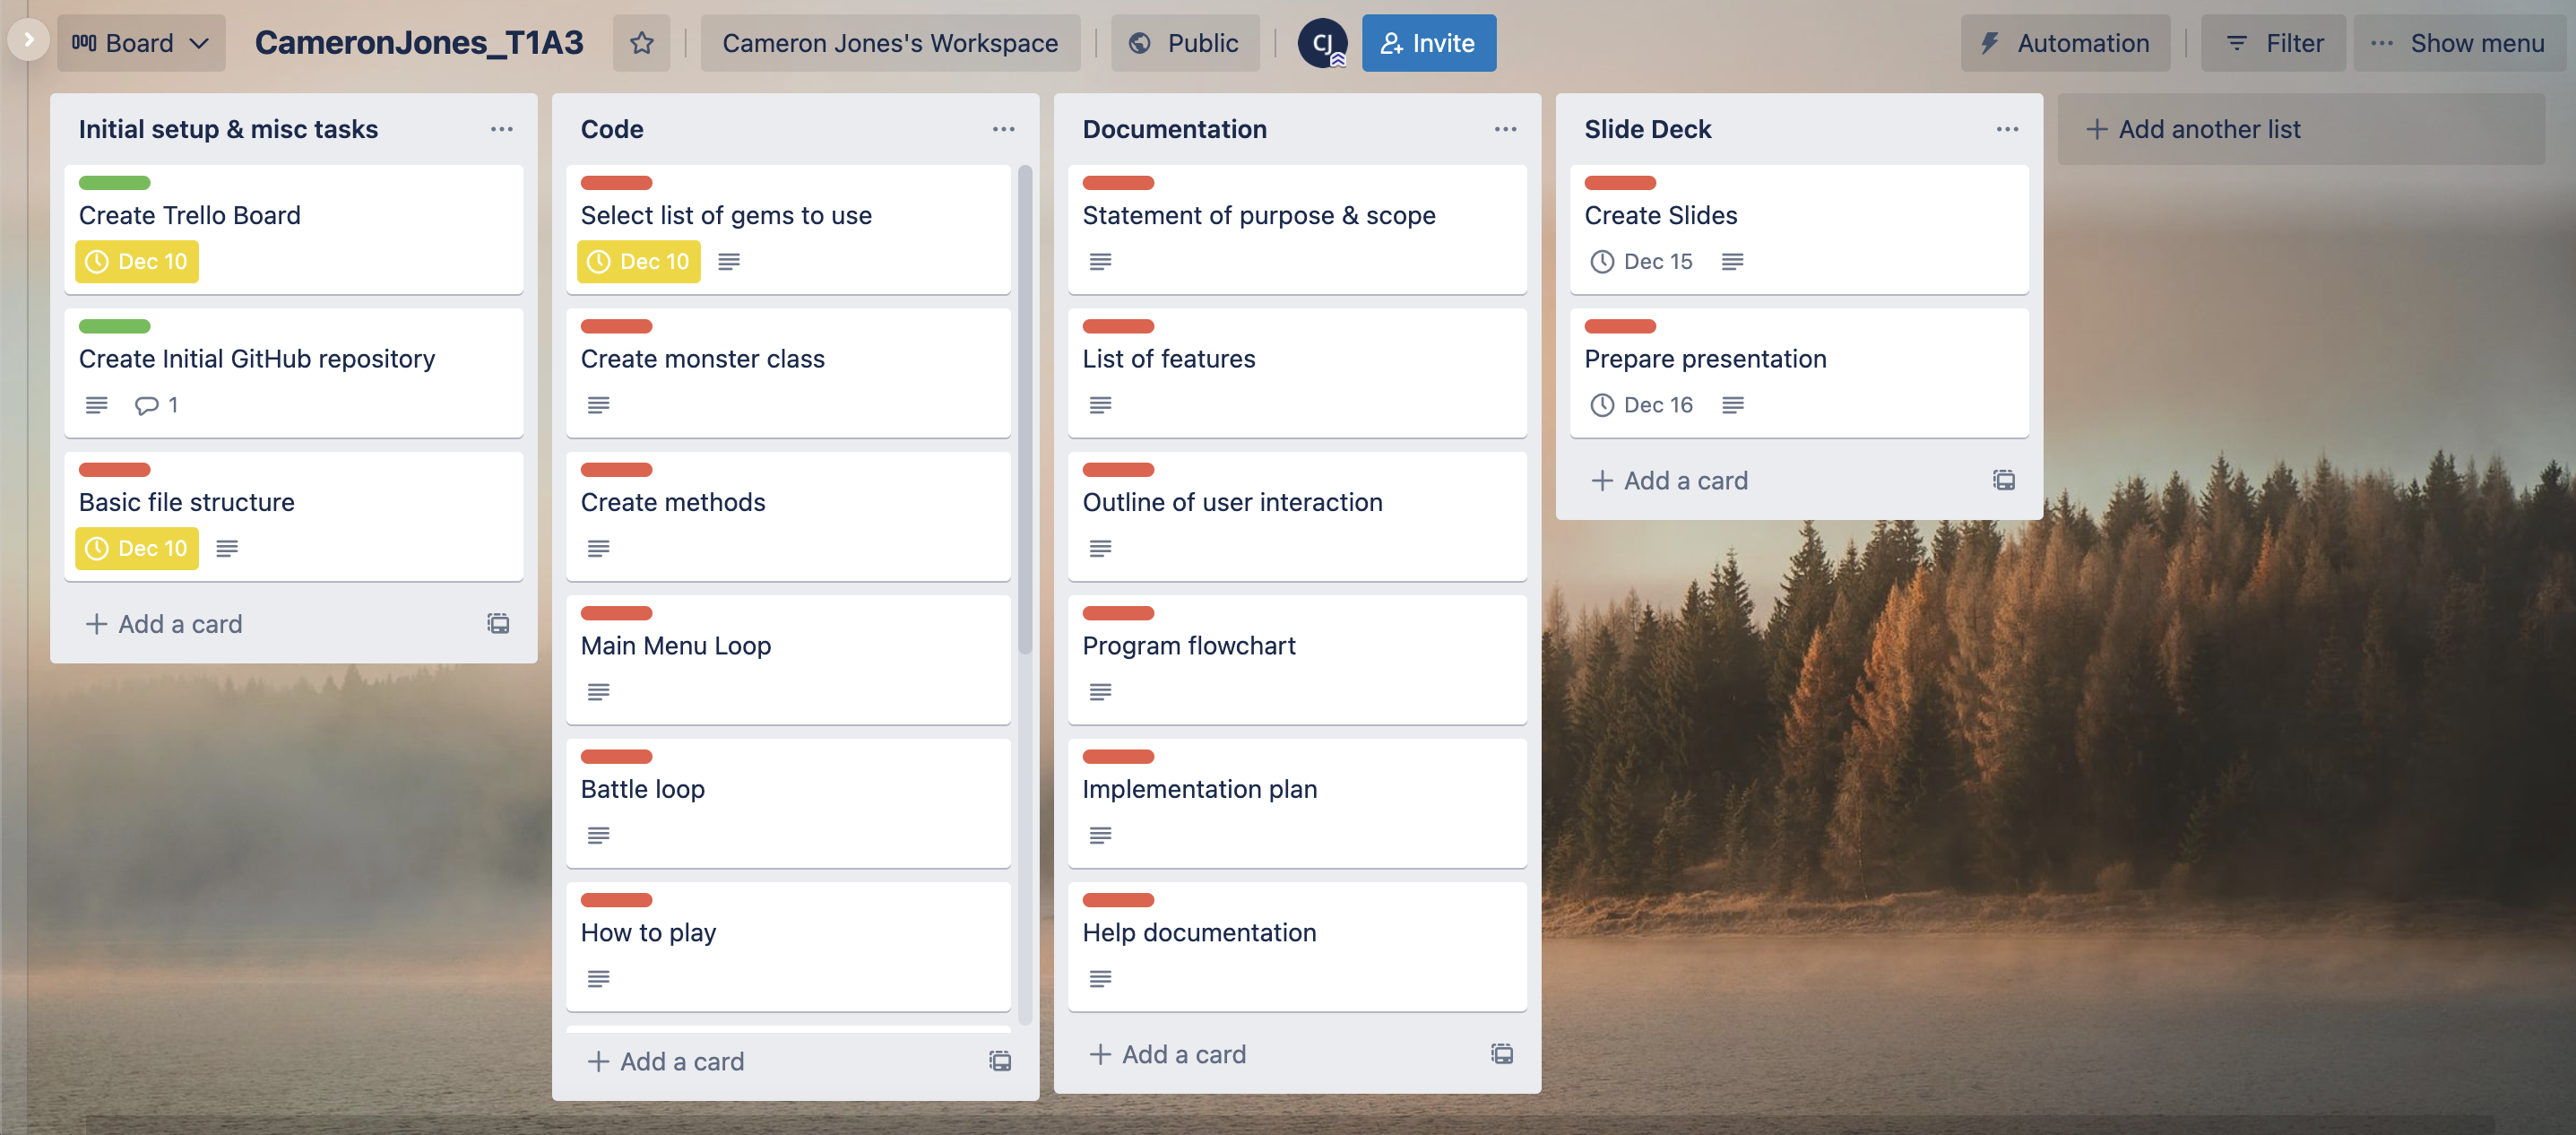 Board
CameronJones_T1A3
Cameron Jones's Workspace
Public
CJ
Invite
Automation
Filter
Show menu
Initial setup & misc tasks
Create Trello Board
Dec 10
Create Initial GitHub repository
1
Basic file structure
Dec 10
Add a card
Code
Select list of gems to use
Dec 10
Create monster class
Create methods
Main Menu Loop
Battle loop
How to play
Add a card
Documentation
Statement of purpose & scope
List of features
Outline of user interaction
Program flowchart
Implementation plan
Help documentation
Add a card
Slide Deck
Create Slides
Dec 15
Prepare presentation
Dec 16
Add a card
Add another list